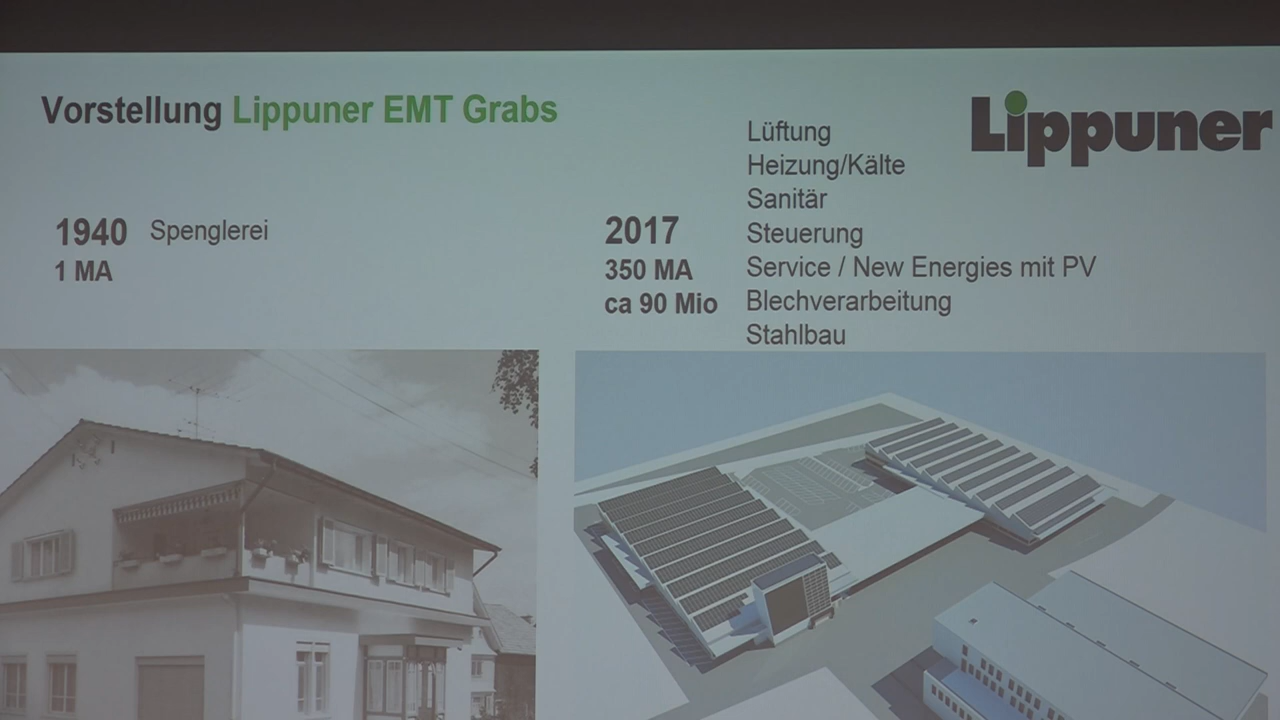 Vorstellung Lippuner EMT Grabs
Lippuner
1940 Spenglerei
1 MA
2017
350 MA
ca 90 Mio
Lüftung
Heizung/Kälte
Sanitär
Steuerung
Service / New Energies mit PV
Blechverarbeitung
Stahlbau